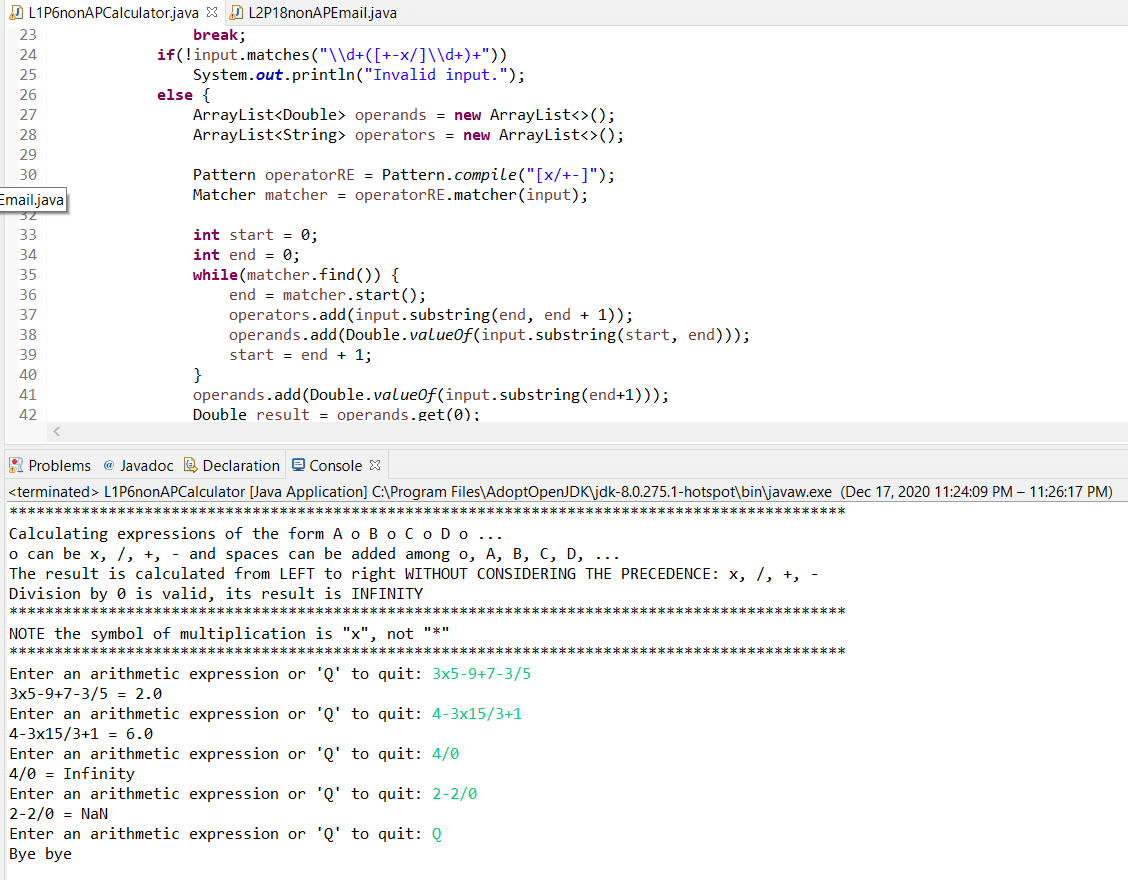 L1P6nonAPCalculator.java L2P18nonAPEmail.java
23 break;
24 if(!input.matches("\\d+([+-x/]\\d+)+"))
25 System.out.println("Invalid input.");
26 else {
27 ArrayList<Double> operands = new ArrayList<>();
28 ArrayList<String> operators = new ArrayList<>();
29
30 Pattern operatorRE = Pattern.compile("[x/+-]");
Email.java Matcher matcher = operatorRE.matcher(input);
32
33 int start = 0;
34 int end = 0;
35 while(matcher.find()) {
36 end = matcher.start();
37 operators.add(input.substring(end, end + 1));
38 operands.add(Double.valueOf(input.substring(start, end)));
39 start = end + 1;
40 }
41 operands.add(Double.valueOf(input.substring(end+1)));
42 Double result = operands.get(0);
Problems @ Javadoc Declaration Console
<terminated> L1P6nonAPCalculator [Java Application] C:\Program Files\AdoptOpenJDK\jdk-8.0.275.1-hotspot\bin\javaw.exe (Dec 17, 2020 11:24:09 PM – 11:26:17 PM)
*********************************************************************************************
Calculating expressions of the form A o B o C o D o ...
o can be x, /, +, - and spaces can be added among o, A, B, C, D, ...
The result is calculated from LEFT to right WITHOUT CONSIDERING THE PRECEDENCE: x, /, +, -
Division by 0 is valid, its result is INFINITY
*********************************************************************************************
NOTE the symbol of multiplication is "x", not "*"
*********************************************************************************************
Enter an arithmetic expression or 'Q' to quit: 3x5-9+7-3/5
3x5-9+7-3/5 = 2.0
Enter an arithmetic expression or 'Q' to quit: 4-3x15/3+1
4-3x15/3+1 = 6.0
Enter an arithmetic expression or 'Q' to quit: 4/0
4/0 = Infinity
Enter an arithmetic expression or 'Q' to quit: 2-2/0
2-2/0 = NaN
Enter an arithmetic expression or 'Q' to quit: Q
Bye bye